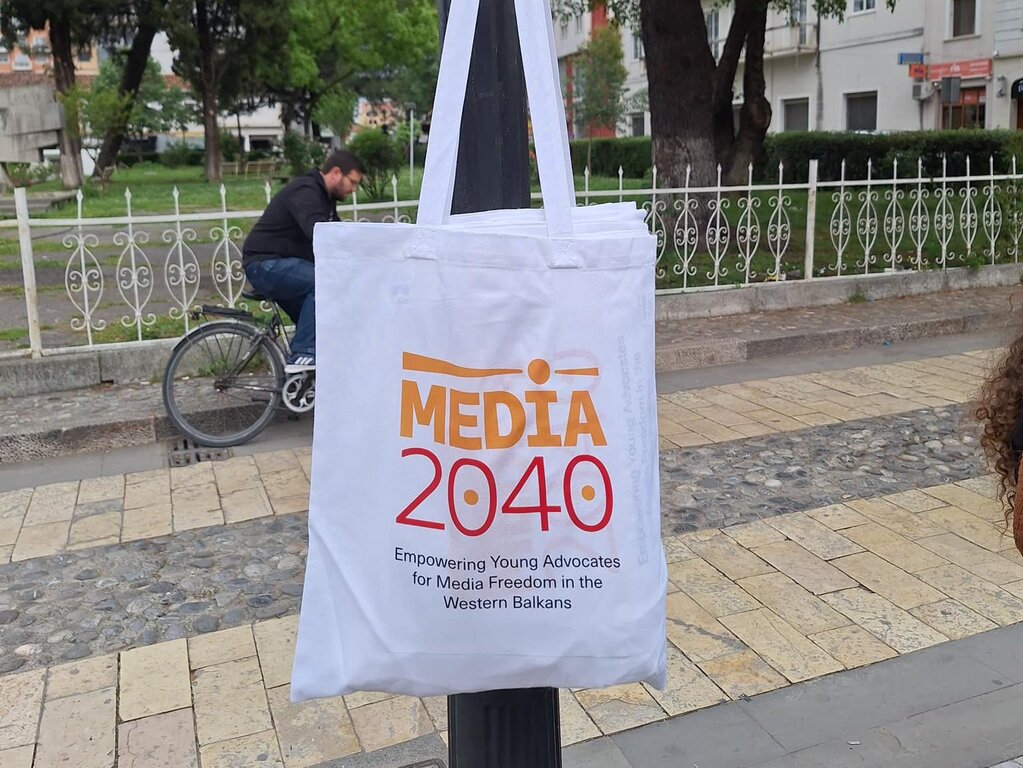 MEDIA
2040
Empowering Young Advocates
for Media Freedom in the
Western Balkans